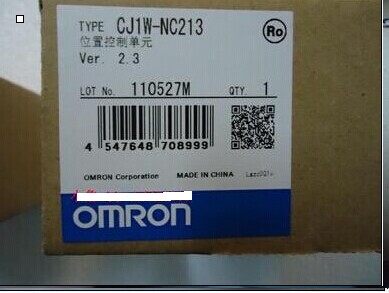 TYPE CJ1W-NC213
位置控制单元
Ver. 2.3
Ro
LOT No. 110527M QTY. 1
4 547648 708999
OMRON Corporation MADE IN CHINA
OMRON